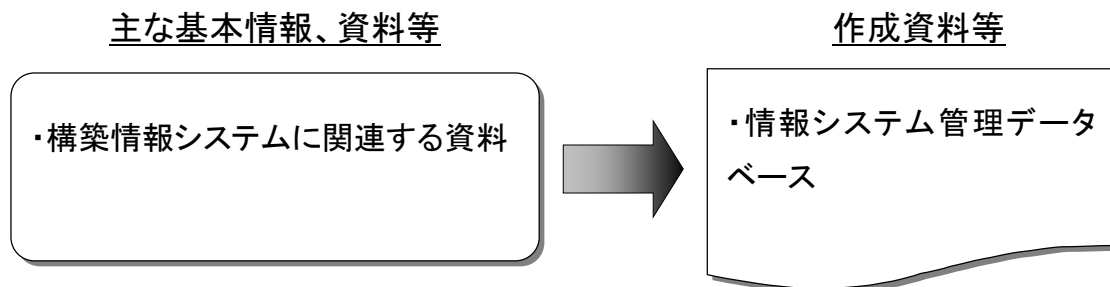 主な基本情報、資料等
作成資料等
・構築情報システムに関連する資料
・情報システム管理データ
ベース